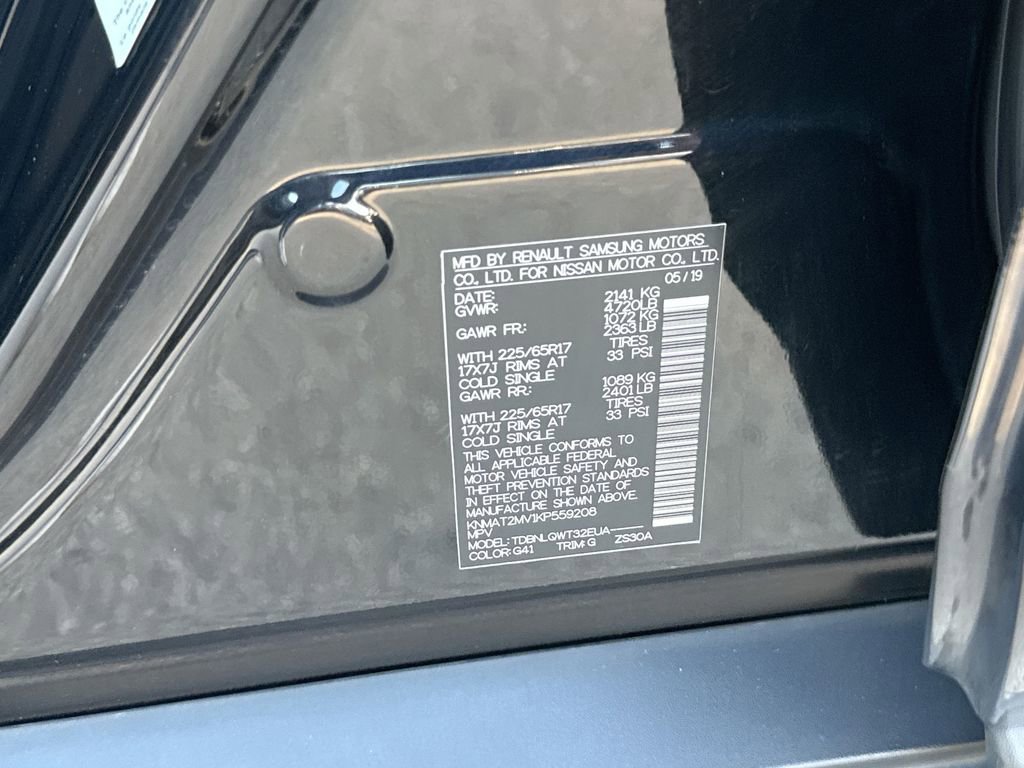 MFD BY RENAULT SAMSUNG MOTORS
CO., LTD. FOR NISSAN MOTOR CO., LTD.
DATE: 05/19
GVWR: 2141 KG
4720LB
GAWR FR: 1072 KG
2363 LB
WITH 225/65R17 TIRES
17X7J RIMS AT 33 PSI
COLD SINGLE
GAWR RR: 1089 KG
2401 LB
WITH 225/65R17 TIRES
17X7J RIMS AT 33 PSI
COLD SINGLE
THIS VEHICLE CONFORMS TO
ALL APPLICABLE FEDERAL
MOTOR VEHICLE SAFETY AND
THEFT PREVENTION STANDARDS
IN EFFECT ON THE DATE OF
MANUFACTURE SHOWN ABOVE.
KNMAT2MV1KP559208
MPV
MODEL: TDBNLQWT32EUA-----
COLOR: G41 TRIM: G ZS30A